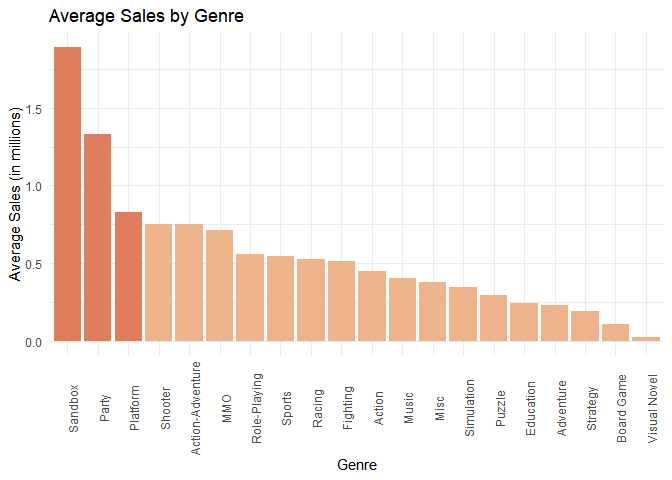 Average Sales by Genre
Average Sales (in millions)
1.5
1.0
0.5
0.0
Sandbox
Party
Platform
Shooter
Action-Adventure
MMO
Role-Playing
Sports
Racing
Fighting
Action
Music
Misc
Simulation
Puzzle
Education
Adventure
Strategy
Board Game
Visual Novel
Genre